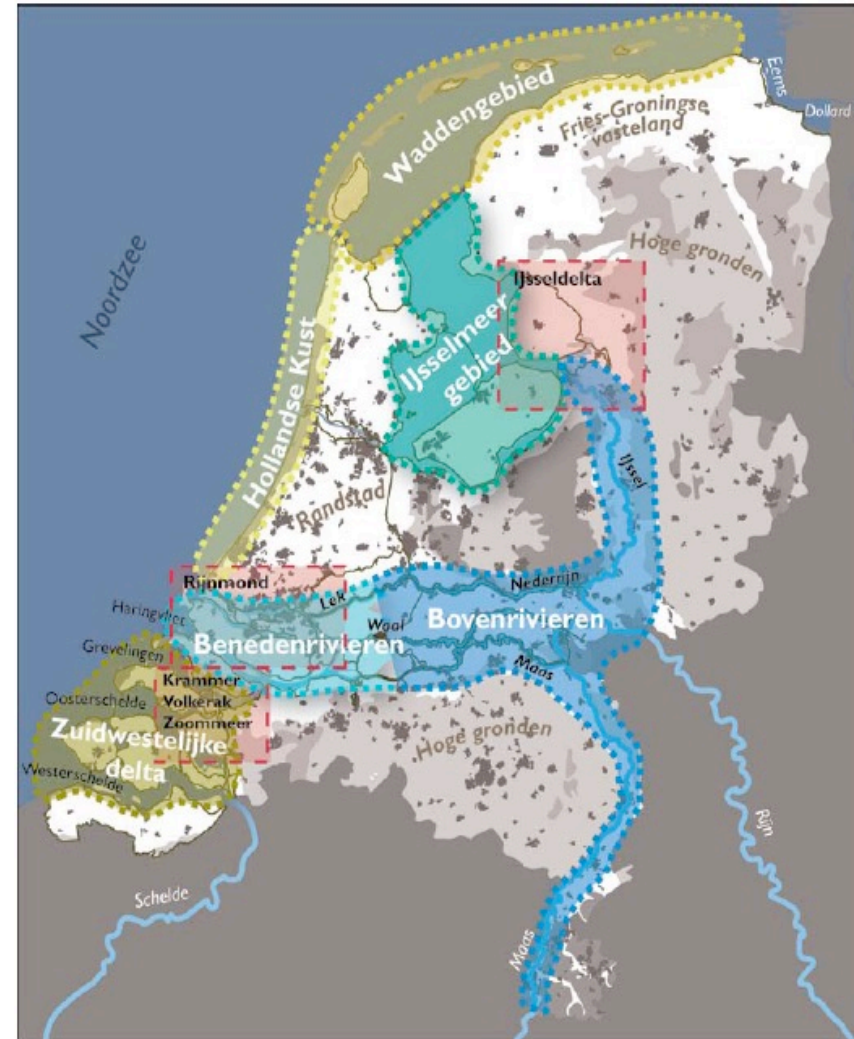 Eems
Dollard
Waddengebied
Fries-Groningse
vasteland
Noordzee
Hoge gronden
IJsseldelta
IJsselmeer
gebied
Hollandse Kust
IJssel
Randstad
Rijnmond
Lek
Nederrijn
Haringvliet
Waal
Benedenrivieren
Bovenrivieren
Grevelingen
Maas
Krammer
Volkerak
Zoommeer
Oosterschelde
Zuidwestelijke
delta
Hoge gronden
Westerschelde
Rijn
Schelde
Maas